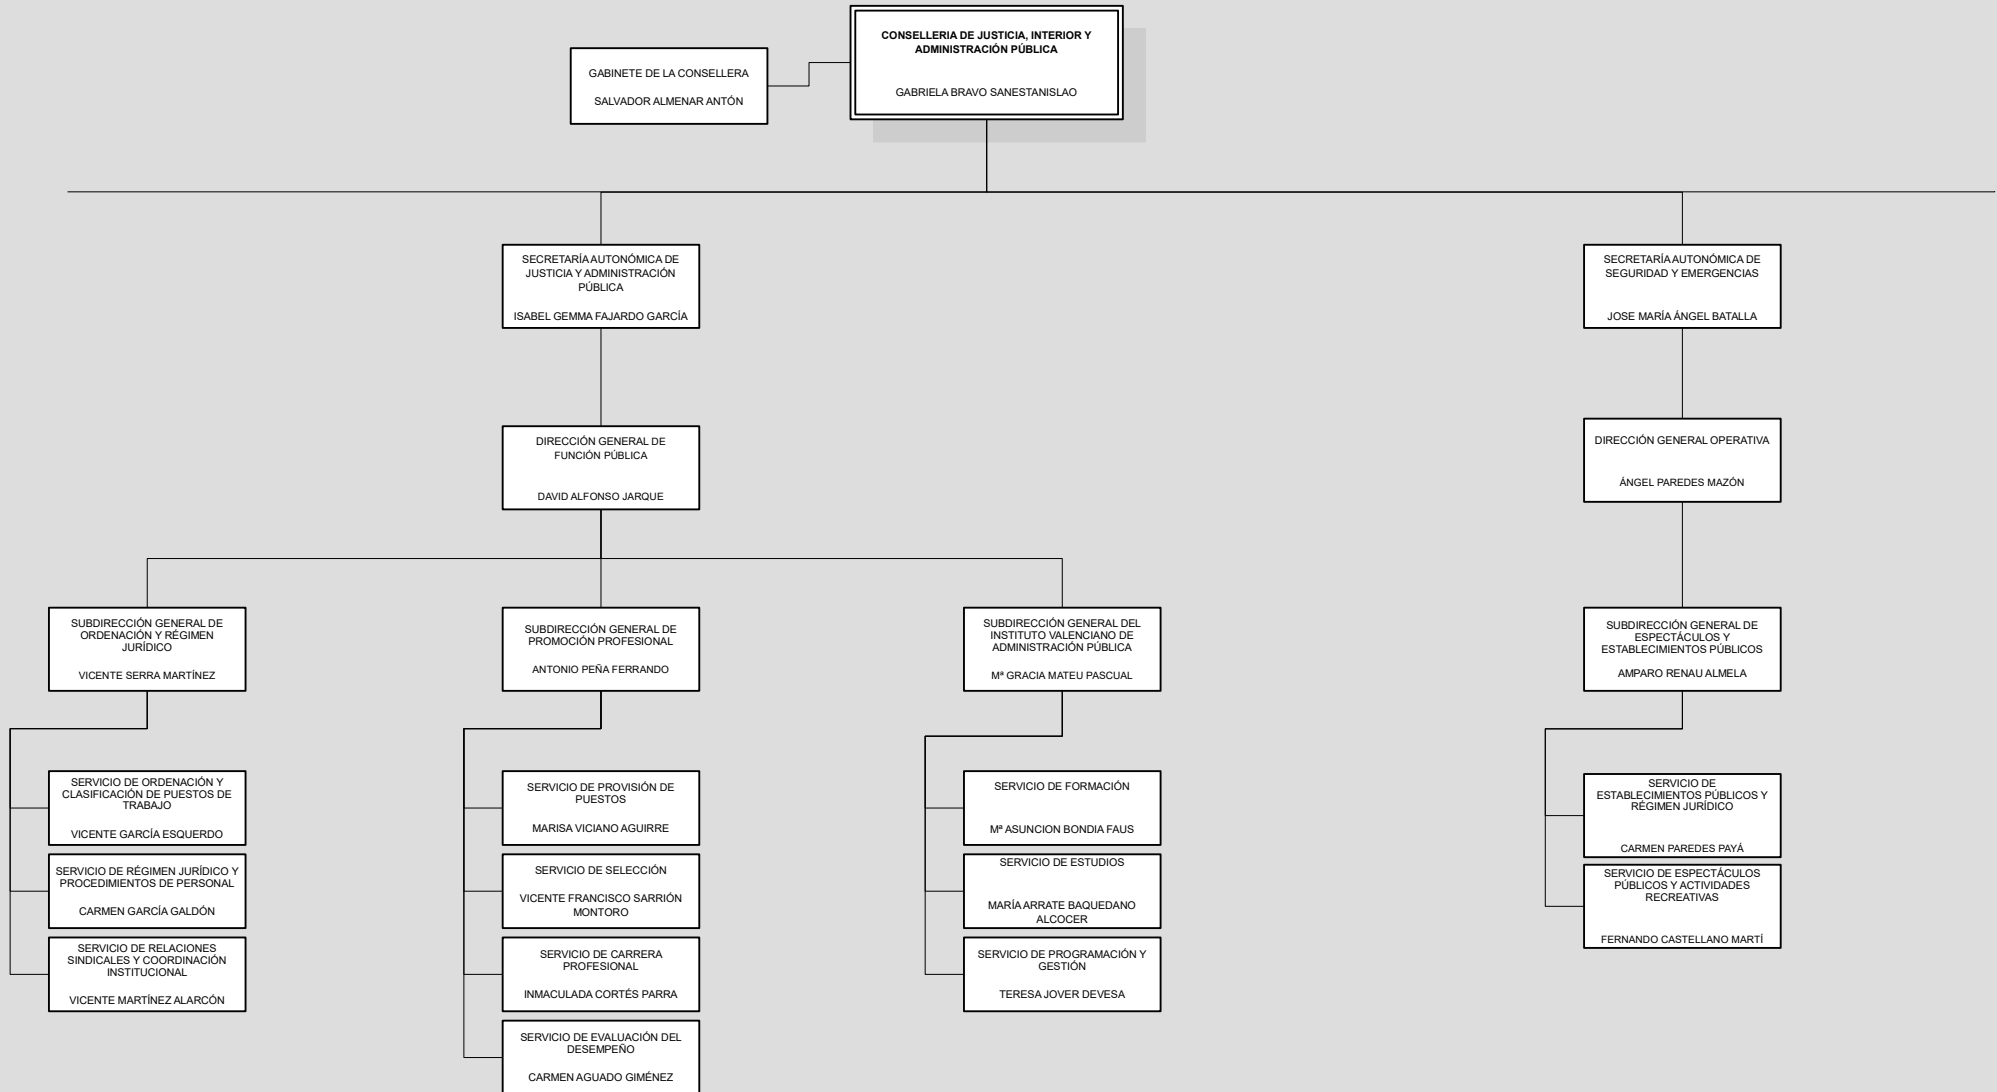 CONSELLERIA DE JUSTICIA, INTERIOR Y
ADMINISTRACIÓN PÚBLICA
GABRIELA BRAVO SANESTANISLAO
GABINETE DE LA CONSELLERA
SALVADOR ALMENAR ANTÓN
SECRETARÍA AUTONÓMICA DE
JUSTICIA Y ADMINISTRACIÓN
PÚBLICA
ISABEL GEMMA FAJARDO GARCÍA
SECRETARÍA AUTONÓMICA DE
SEGURIDAD Y EMERGENCIAS
JOSE MARÍA ÁNGEL BATALLA
DIRECCIÓN GENERAL DE
FUNCIÓN PÚBLICA
DAVID ALFONSO JARQUE
DIRECCIÓN GENERAL OPERATIVA
ÁNGEL PAREDES MAZÓN
SUBDIRECCIÓN GENERAL DE
ORDENACIÓN Y RÉGIMEN
JURÍDICO
VICENTE SERRA MARTÍNEZ
SUBDIRECCIÓN GENERAL DE
PROMOCIÓN PROFESIONAL
ANTONIO PEÑA FERRANDO
SUBDIRECCIÓN GENERAL DEL
INSTITUTO VALENCIANO DE
ADMINISTRACIÓN PÚBLICA
Mª GRACIA MATEU PASCUAL
SUBDIRECCIÓN GENERAL DE
ESPECTÁCULOS Y
ESTABLECIMIENTOS PÚBLICOS
AMPARO RENAU ALMELA
SERVICIO DE ORDENACIÓN Y
CLASIFICACIÓN DE PUESTOS DE
TRABAJO
VICENTE GARCÍA ESQUERDO
SERVICIO DE RÉGIMEN JURÍDICO Y
PROCEDIMIENTOS DE PERSONAL
CARMEN GARCÍA GALDÓN
SERVICIO DE RELACIONES
SINDICALES Y COORDINACIÓN
INSTITUCIONAL
VICENTE MARTÍNEZ ALARCÓN
SERVICIO DE PROVISIÓN DE
PUESTOS
MARISA VICIANO AGUIRRE
SERVICIO DE SELECCIÓN
VICENTE FRANCISCO SARRIÓN
MONTORO
SERVICIO DE CARRERA
PROFESIONAL
INMACULADA CORTÉS PARRA
SERVICIO DE EVALUACIÓN DEL
DESEMPEÑO
CARMEN AGUADO GIMÉNEZ
SERVICIO DE FORMACIÓN
Mª ASUNCION BONDIA FAUS
SERVICIO DE ESTUDIOS
MARÍA ARRATE BAQUEDANO
ALCOCER
SERVICIO DE PROGRAMACIÓN Y
GESTIÓN
TERESA JOVER DEVESA
SERVICIO DE
ESTABLECIMIENTOS PÚBLICOS Y
RÉGIMEN JURÍDICO
CARMEN PAREDES PAYÁ
SERVICIO DE ESPECTÁCULOS
PÚBLICOS Y ACTIVIDADES
RECREATIVAS
FERNANDO CASTELLANO MARTÍ